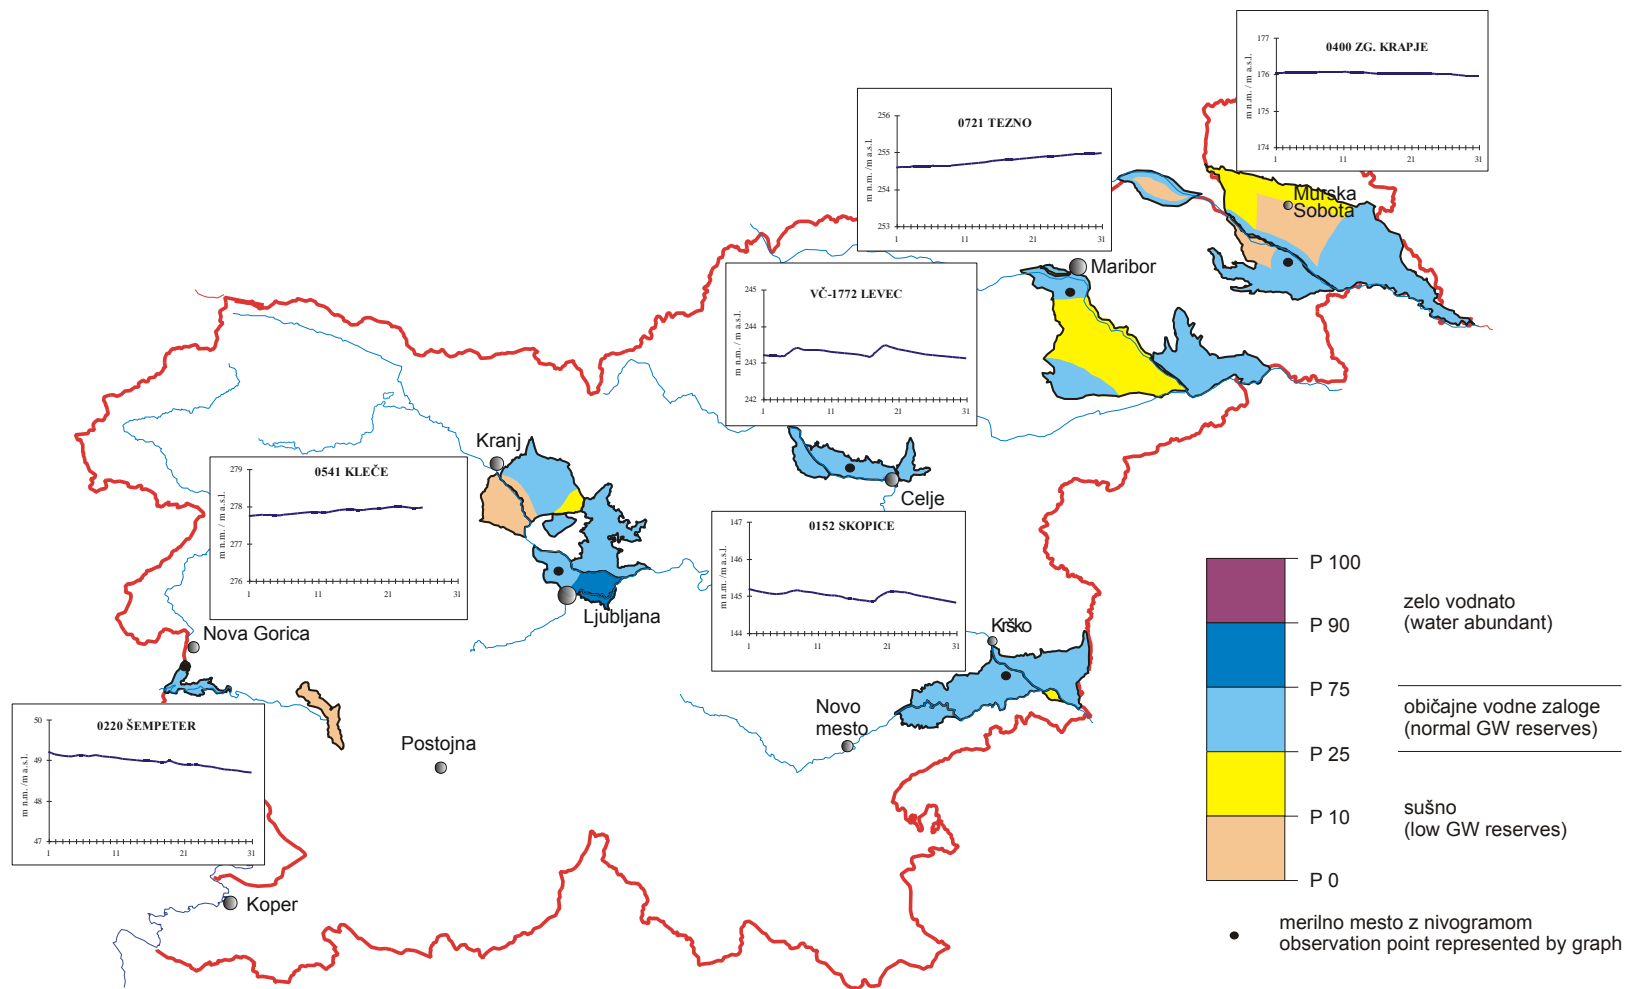 0400 ZG. KRAPJE
m n.m. / m a.s.l.
177
176
175
174
1 11 21 31
0721 TEZNO
m n.m. /m a.s.l.
256
255
254
253
1 11 21 31
Murska
Sobota
Maribor
VČ-1772 LEVEC
m n.m. / m a.s.l.
245
244
243
242
1 11 21 31
Kranj
Celje
0541 KLEČE
m n.m. / m a.s.l.
279
278
277
276
1 11 21 31
0152 SKOPICE
m n.m. /m a.s.l.
147
146
145
144
1 11 21 31
Ljubljana
Nova Gorica
Krško
Novo
mesto
0220 ŠEMPETER
m n.m. /m a.s.l.
50
49
48
47
1 11 21 31
Postojna
Koper
P 100
zelo vodnato
(water abundant)
P 90
P 75
običajne vodne zaloge
(normal GW reserves)
P 25
sušno
(low GW reserves)
P 10
P 0
merilno mesto z nivogramom
observation point represented by graph